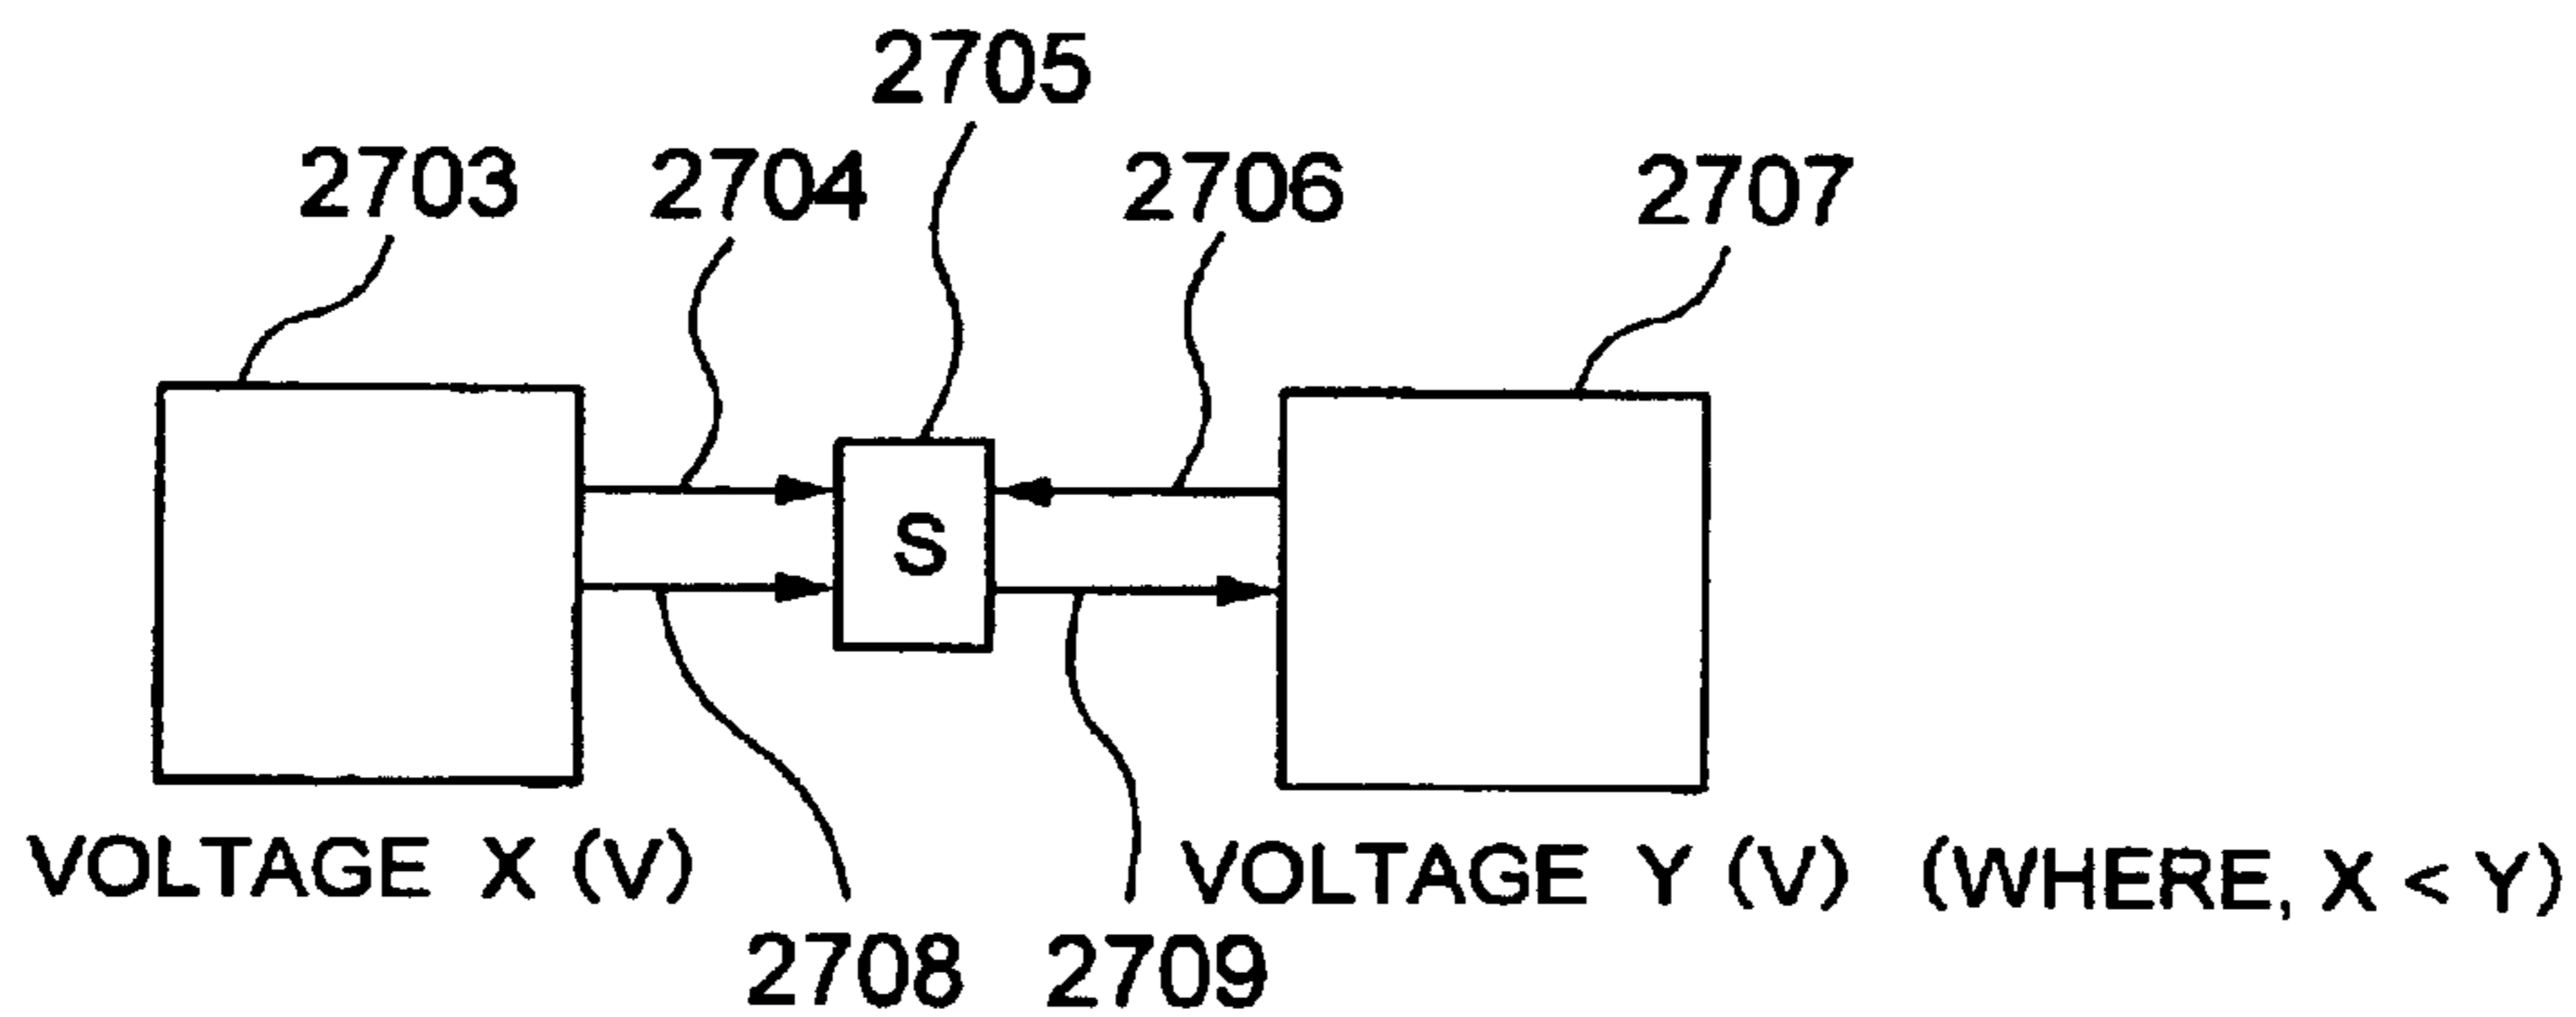 2705
2703
2704
2706
2707
S
VOLTAGE X (V)
VOLTAGE Y (V) (WHERE, X < Y)
2708
2709